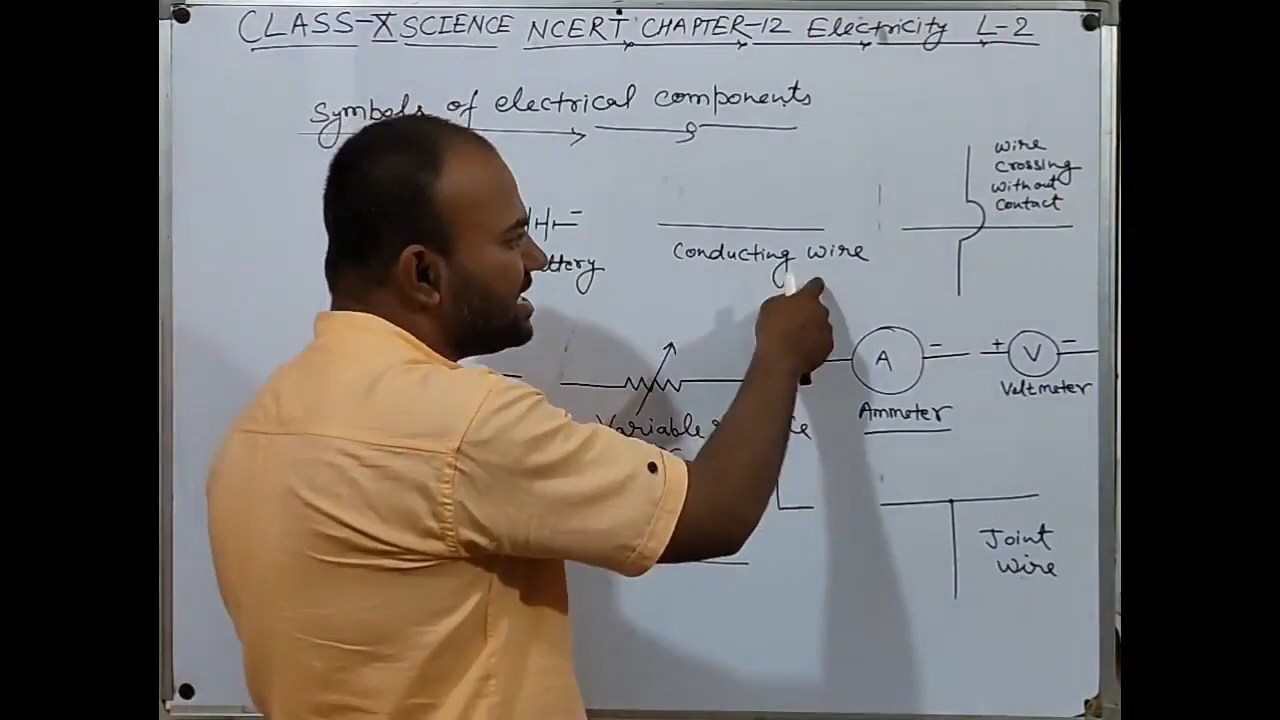 CLASS-X SCIENCE NCERT CHAPTER-12 Electricity L-2
Symbols of electrical components
wire
crossing
without
contact
Conducting wire
+ V -
A -
Voltmeter
Ammeter
Variable
Joint
wire